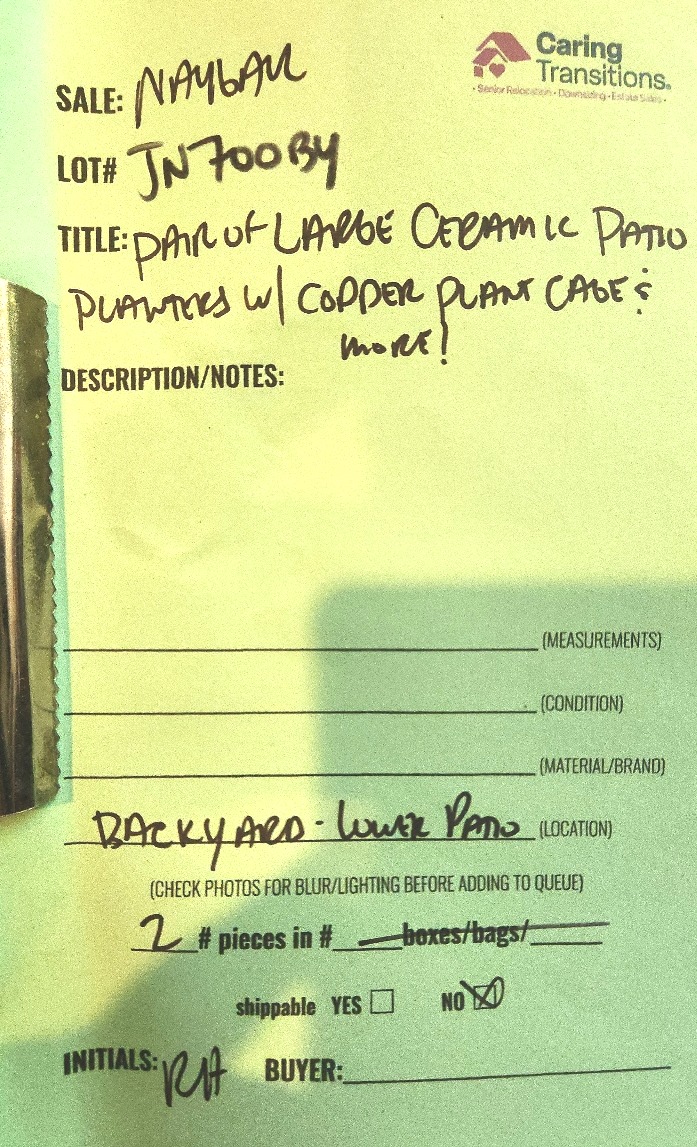 Caring
Transitions®
• Senior Relocation • Downsizing • Estate Sales •
SALE: NAYBAR
LOT# JN700BY
TITLE: PAIR OF LARGE CERAMIC PATIO
PLANTERS W/ COPPER PLANT CAGE &
MORE!
DESCRIPTION/NOTES:
(MEASUREMENTS)
(CONDITION)
(MATERIAL/BRAND)
BACKYARD - LOWER PATIO (LOCATION)
(CHECK PHOTOS FOR BLUR/LIGHTING BEFORE ADDING TO QUEUE)
2 # pieces in # boxes/bags/
shippable YES NO
INITIALS: RH BUYER: